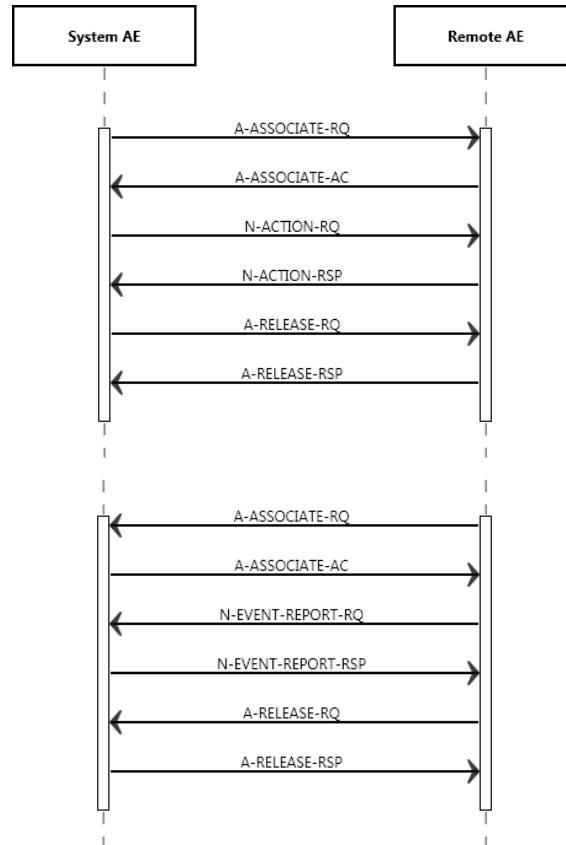 System AE
Remote AE
A-ASSOCIATE-RQ
A-ASSOCIATE-AC
N-ACTION-RQ
N-ACTION-RSP
A-RELEASE-RQ
A-RELEASE-RSP
A-ASSOCIATE-RQ
A-ASSOCIATE-AC
N-EVENT-REPORT-RQ
N-EVENT-REPORT-RSP
A-RELEASE-RQ
A-RELEASE-RSP